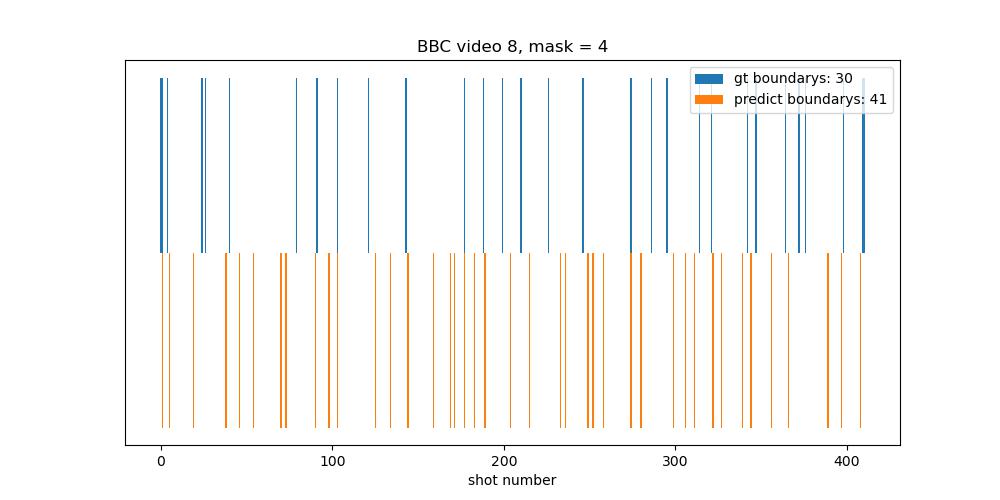 BBC video 8, mask = 4
gt boundarys: 30
predict boundarys: 41
0 100 200 300 400
shot number